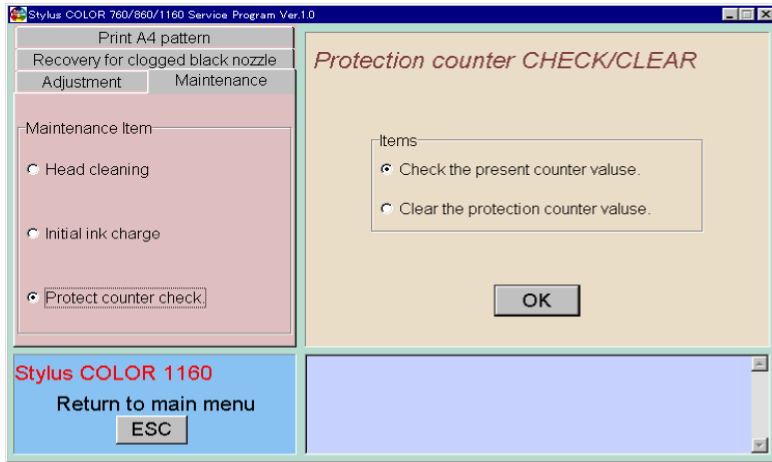 Stylus COLOR 760/860/1160 Service Program Ver.1.0
Print A4 pattern
Recovery for clogged black nozzle
Adjustment Maintenance
Maintenance Item
Head cleaning
Initial ink charge
Protect counter check.
Protection counter CHECK/CLEAR
Items
Check the present counter valuse.
Clear the protection counter valuse.
OK
Stylus COLOR 1160
Return to main menu
ESC